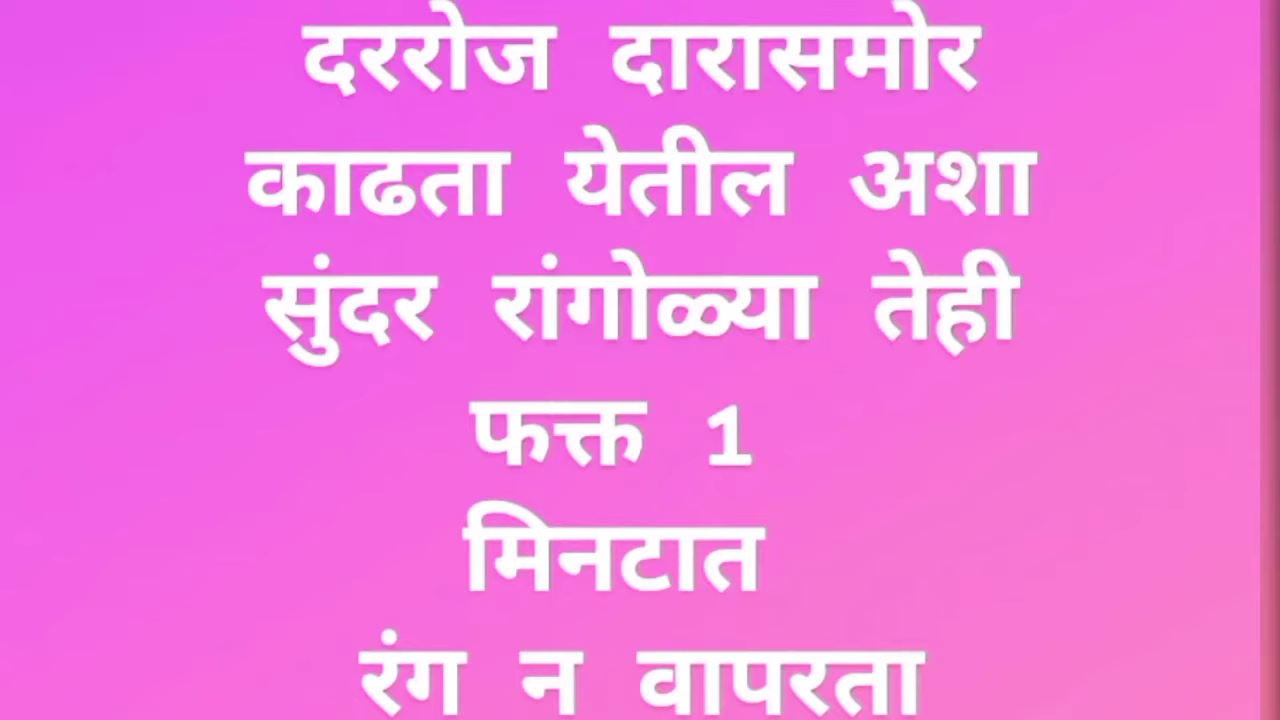 दररोज दारासमोर
काढता येतील अशा
सुंदर रांगोळ्या तेही
फक्त 1
मिनटात
रंग न वापरता